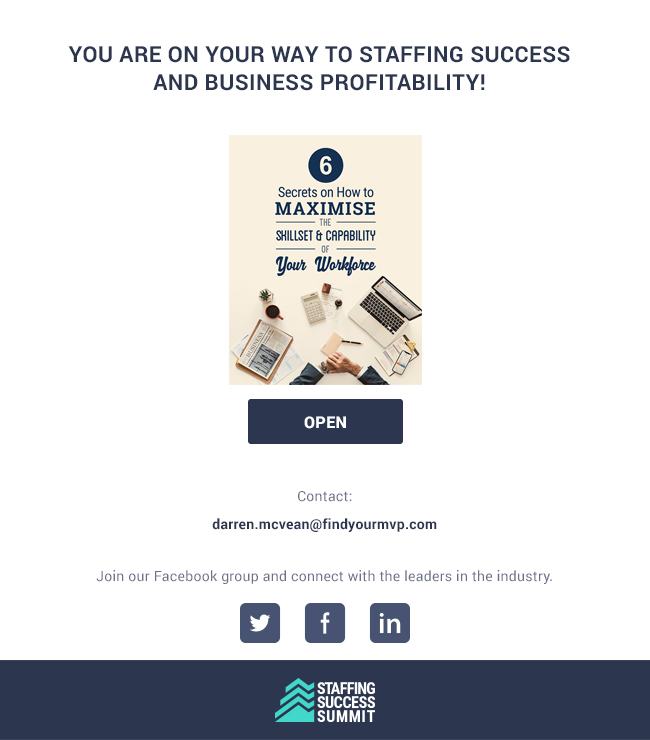 YOU ARE ON YOUR WAY TO STAFFING SUCCESS
AND BUSINESS PROFITABILITY!
6
Secrets on How to
MAXIMISE
THE
SKILLSET & CAPABILITY
OF
Your Workforce
BUSINESS
OPEN
Contact:
darren.mcvean@findyourmvp.com
Join our Facebook group and connect with the leaders in the industry.
f
in
STAFFING
SUCCESS
SUMMIT